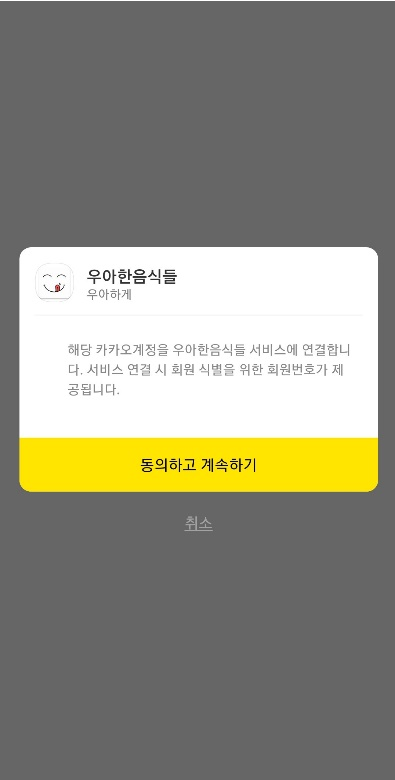 우아한음식들
우아하게
해당 카카오계정을 우아한음식들 서비스에 연결합니
다. 서비스 연결 시 회원 식별을 위한 회원번호가 제
공됩니다.
동의하고 계속하기
취소